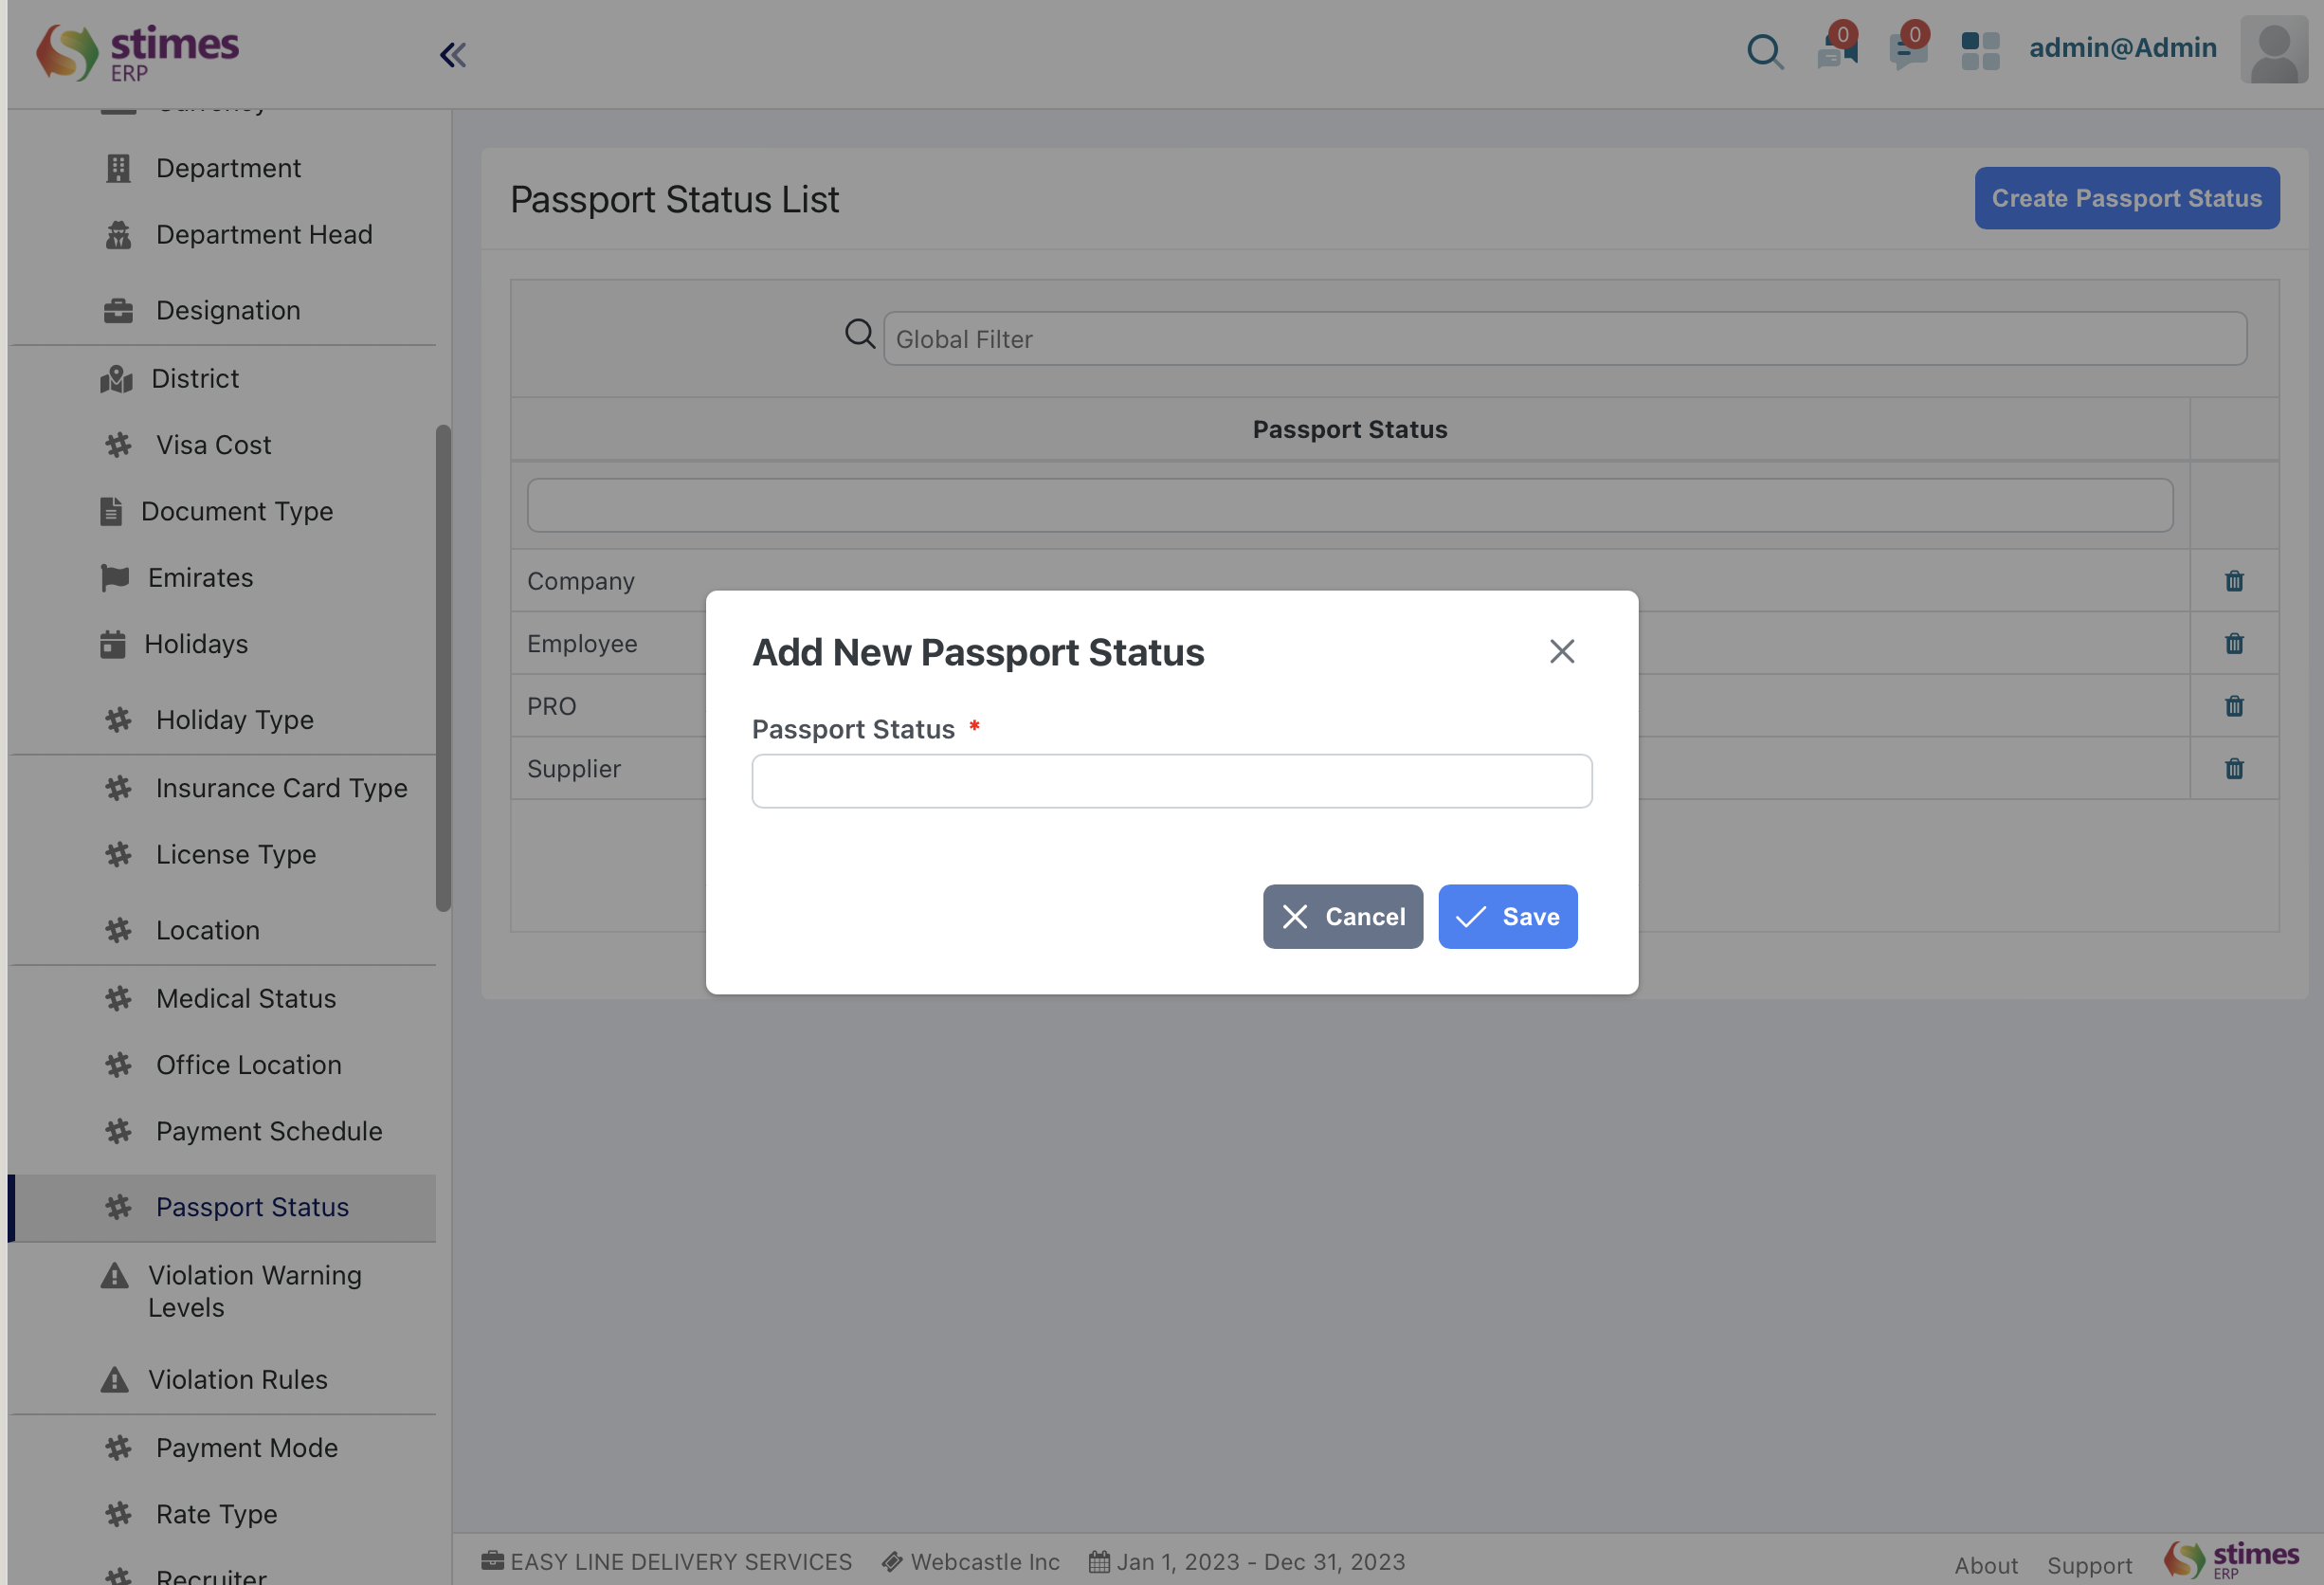 stimes
ERP
0
0
admin@Admin
Currency
Department
Department Head
Designation
District
Visa Cost
Document Type
Emirates
Holidays
Holiday Type
Insurance Card Type
License Type
Location
Medical Status
Office Location
Payment Schedule
Passport Status
Violation Warning
Levels
Violation Rules
Payment Mode
Rate Type
Recruiter
Passport Status List
Create Passport Status
Global Filter
Passport Status
Company
Employee
PRO
Supplier
Add New Passport Status
Passport Status *
Cancel
Save
EASY LINE DELIVERY SERVICES Webcastle Inc Jan 1, 2023 - Dec 31, 2023
About Support
stimes
ERP